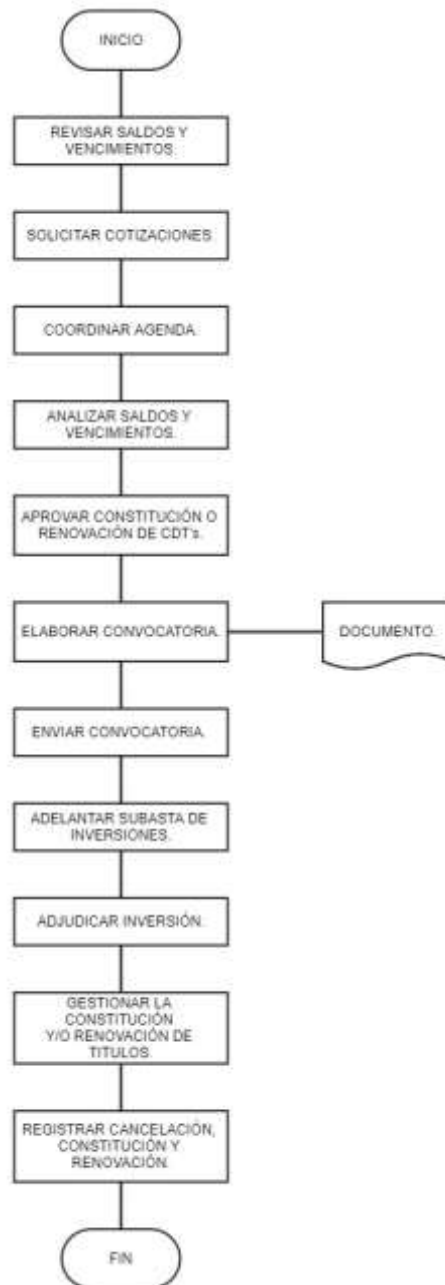 INICIO
REVISAR SALDOS Y
VENCIMIENTOS.
SOLICITAR COTIZACIONES
COORDINAR AGENDA.
ANALIZAR SALDOS Y
VENCIMIENTOS.
APROVAR CONSTITUCIÓN O
RENOVACIÓN DE CDT's.
ELABORAR CONVOCATORIA.
DOCUMENTO.
ENVIAR CONVOCATORIA.
ADELANTAR SUBASTA DE
INVERSIONES.
ADJUDICAR INVERSIÓN.
GESTIONAR LA
CONSTITUCIÓN
Y/O RENOVACIÓN DE
TITULOS.
REGISTRAR CANCELACIÓN,
CONSTITUCIÓN Y
RENOVACIÓN.
FIN